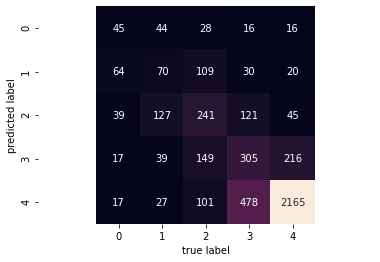 0 45 44 28 16 16
1 64 70 109 30 20
2 39 127 241 121 45
3 17 39 149 305 216
4 17 27 101 478 2165
0 1 2 3 4
predicted label
true label